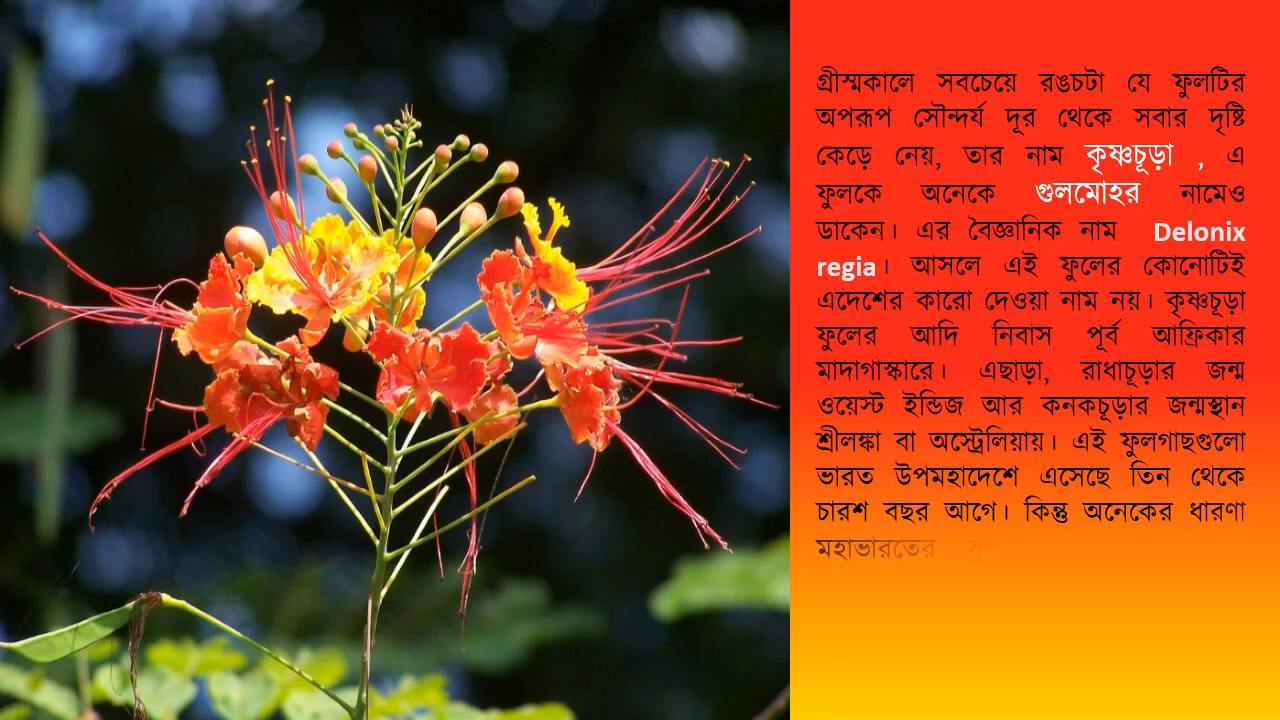 গ্রীস্মকালে সবচেয়ে রঙচটা যে ফুলটির
অপরূপ সৌন্দর্য দূর থেকে সবার দৃষ্টি
কেড়ে নেয়, তার নাম কৃষ্ণচূড়া , এ
ফুলকে অনেকে গুলমোহর নামেও
ডাকেন। এর বৈজ্ঞানিক নাম Delonix
regia। আসলে এই ফুলের কোনোটিই
এদেশের কারো দেওয়া নাম নয়। কৃষ্ণচূড়া
ফুলের আদি নিবাস পূর্ব আফ্রিকার
মাদাগাস্কারে। এছাড়া, রাধাচূড়ার জন্ম
ওয়েস্ট ইন্ডিজ আর কনকচূড়ার জন্মস্থান
শ্রীলঙ্কা বা অস্ট্রেলিয়ায়। এই ফুলগাছগুলো
ভারত উপমহাদেশে এসেছে তিন থেকে
চারশ বছর আগে। কিন্তু অনেকের ধারণা
মহাভারতের